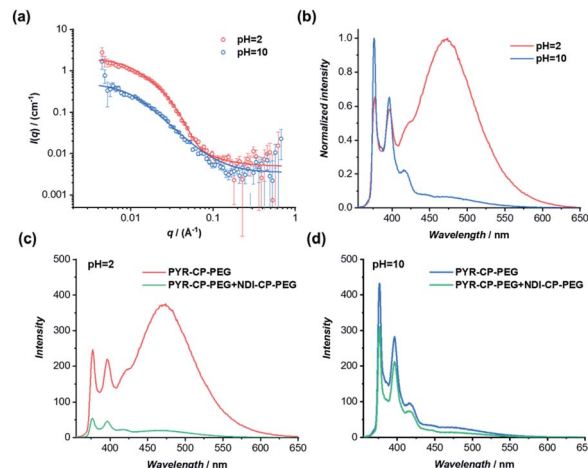 (a)
pH=2
pH=10
I(q) / (cm⁻¹)
10
1
0.1
0.01
0.001
0.01
0.1
1
q / (A⁻¹)
(b)
pH=2
pH=10
Normalized intensity
1.0
0.8
0.6
0.4
0.2
0
350
400
450
500
550
600
650
Wavelength / nm
(c)
pH=2
PYR-CP-PEG
PYR-CP-PEG+NDI-CP-PEG
Intensity
500
400
300
200
100
0
350
400
450
500
550
600
650
Wavelength / nm
(d)
pH=10
PYR-CP-PEG
PYR-CP-PEG+NDI-CP-PEG
Intensity
500
400
300
200
100
0
350
400
450
500
550
600
650
Wavelength / nm